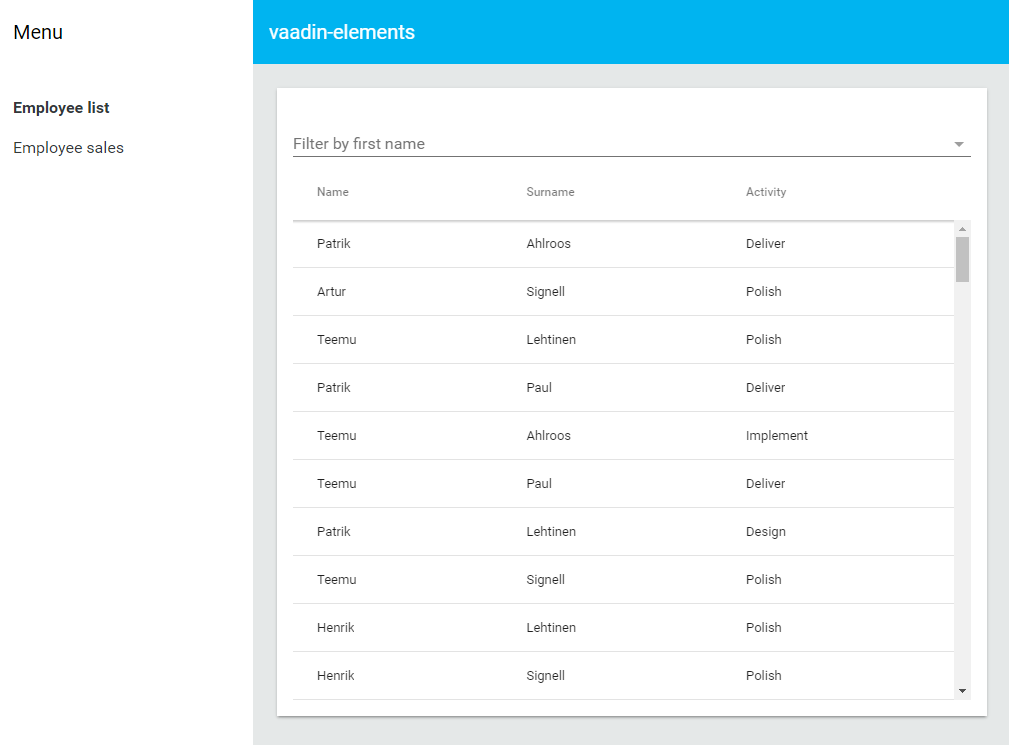 Menu
vaadin-elements
Employee list
Employee sales
Filter by first name
Name Surname Activity
Patrik Ahlroos Deliver
Artur Signell Polish
Teemu Lehtinen Polish
Patrik Paul Deliver
Teemu Ahlroos Implement
Teemu Paul Deliver
Patrik Lehtinen Design
Teemu Signell Polish
Henrik Lehtinen Polish
Henrik Signell Polish